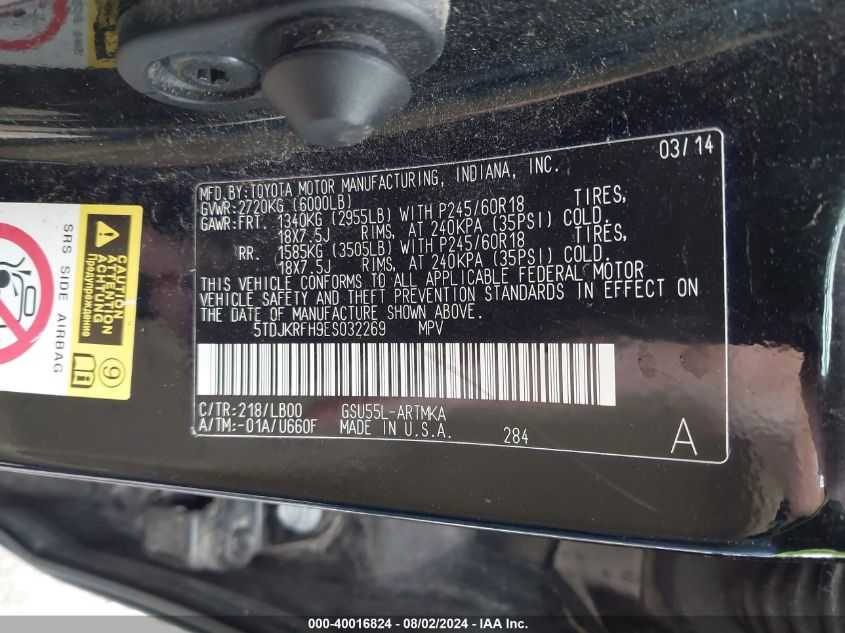 03/14
MFD.BY:TOYOTA MOTOR MANUFACTURING, INDIANA, INC.
GVWR:2720KG (6000LB)
GAWR:FRT. 1340KG (2955LB) WITH P245/60R18 TIRES,
18X7.5J RIMS, AT 240KPA (35PSI) COLD.
RR. 1585KG (3505LB) WITH P245/60R18 TIRES,
18X7.5J RIMS, AT 240KPA (35PSI) COLD.
THIS VEHICLE CONFORMS TO ALL APPLICABLE FEDERAL MOTOR
VEHICLE SAFETY AND THEFT PREVENTION STANDARDS IN EFFECT ON
THE DATE OF MANUFACTURE SHOWN ABOVE.
5TDJKRFH9ES032269 MPV
C/TR:218/LB00 GSU55L-ARTMKA
A/TM:-01A/U660F MADE IN U.S.A. 284 A
SRS SIDE AIRBAG
CAUTION
ATTENTION
ACHTUNG
Предупреждение
9
000-40016824 - 08/02/2024 - IAA Inc.